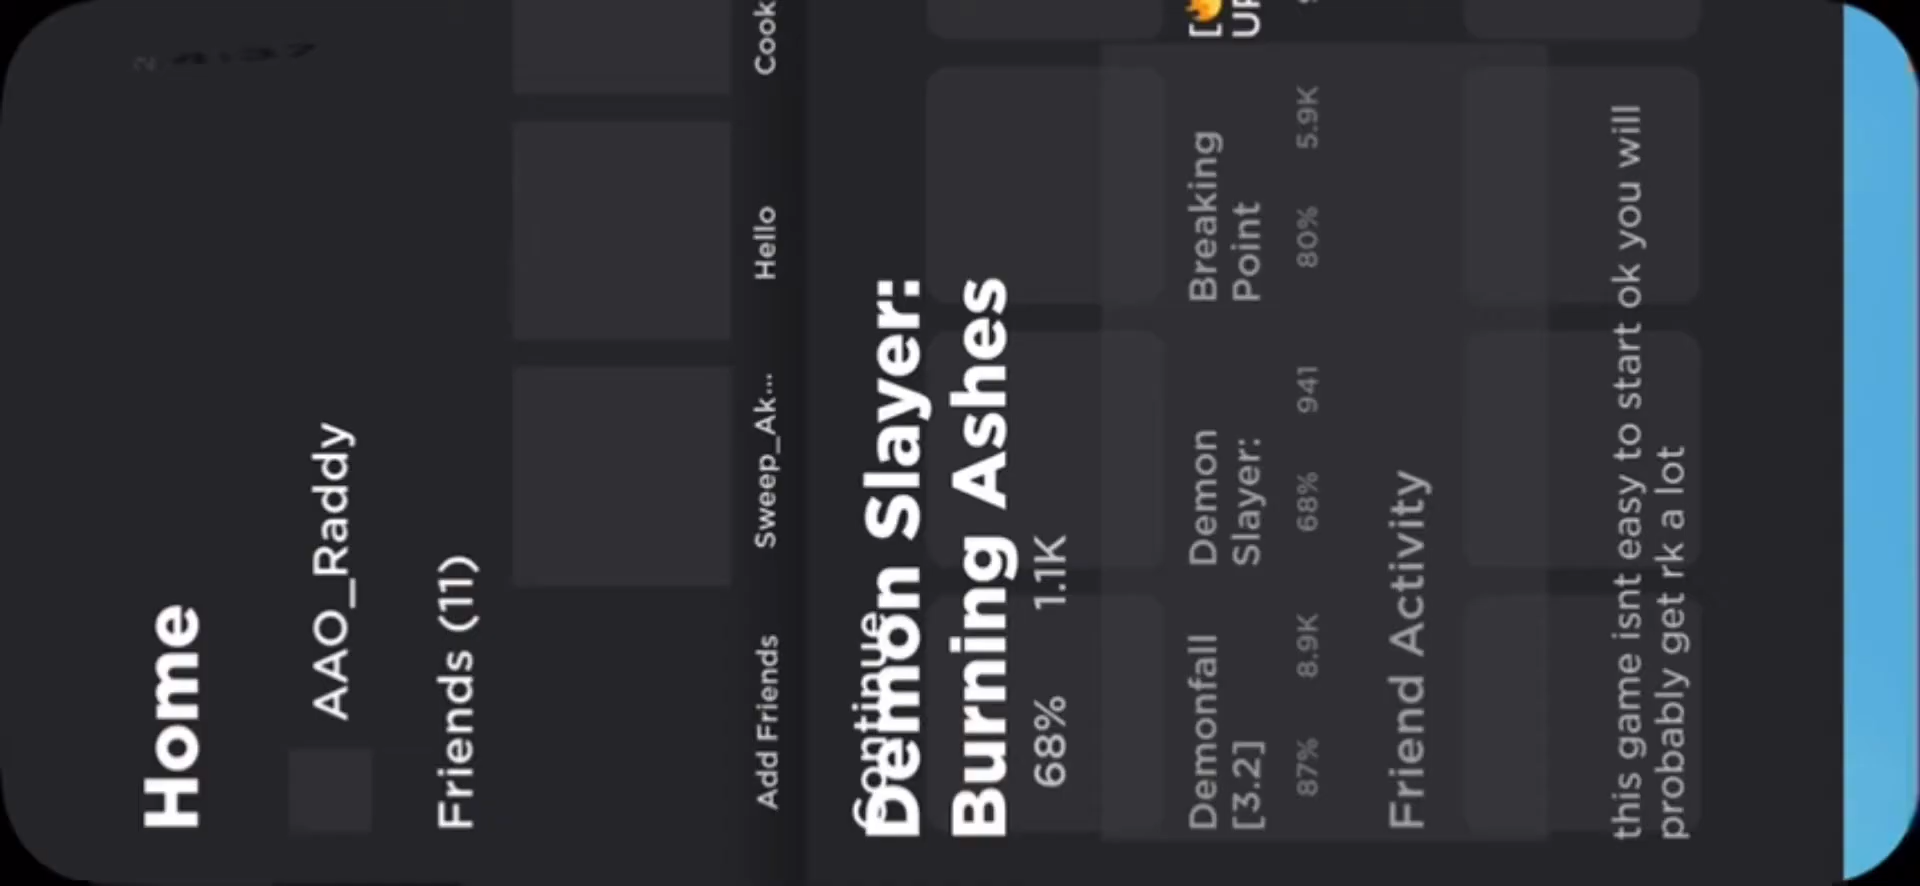 Home
AAO_Raddy
Friends (11)
Add Friends
Sweep_Ak...
Hello
Cook
Continue
Demon Slayer:
Burning Ashes
68% 1.1K
Demonfall
[3.2]
87% 8.9K
Demon
Slayer:
68% 941
Breaking
Point
80% 5.9K
[🔥
UP
Friend Activity
this game isnt easy to start ok you will
probably get rk a lot